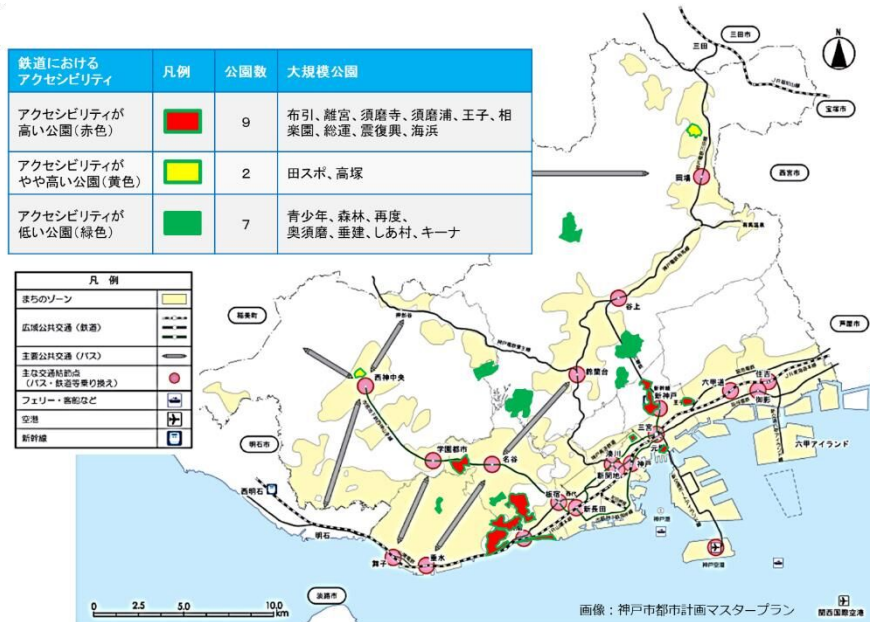 鉄道における
アクセシビリティ
凡例
公園数
大規模公園
アクセシビリティが
高い公園(赤色)
9
布引、離宮、須磨寺、須磨浦、王子、相
楽園、総運、震復興、海浜
アクセシビリティが
やや高い公園(黄色)
2
田スポ、高塚
アクセシビリティが
低い公園(緑色)
7
青少年、森林、再度、
奥須磨、垂建、しあ村、キーナ
凡 例
まちのゾーン
広域公共交通(鉄道)
主要公共交通(バス)
主な交通結節点
(バス・鉄道等乗り換え)
フェリー・客船など
空港
新幹線
N
三田市
三田
宝塚市
西宮市
岡場
有馬温泉
谷上
稲美町
芦屋市
西神中央
鈴蘭台
新神戸
六甲道
住吉
御影
三宮
六甲アイランド
明石市
学園都市
名谷
湊川
新開地
神戸
板宿
新長田
西明石
明石
舞子
垂水
神戸港
神戸空港
淡路市
0 2.5 5.0 10.0
km
画像:神戸市都市計画マスタープラン
関西国際空港